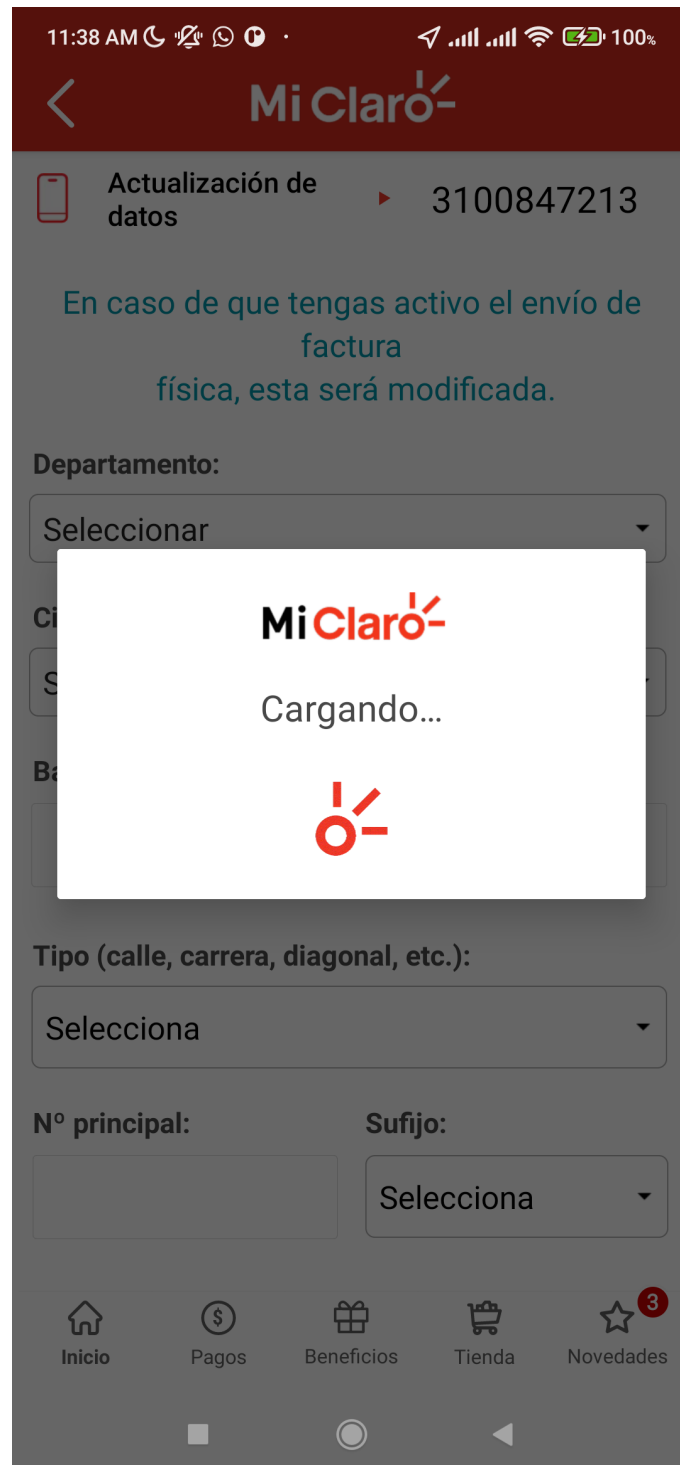 11:38 AM
100%
Mi Claro
Actualización de
datos
3100847213
En caso de que tengas activo el envío de
factura
física, esta será modificada.
Departamento:
Seleccionar
Ci
S
Mi Claro
Cargando...
Ba
Tipo (calle, carrera, diagonal, etc.):
Selecciona
Nº principal:
Sufijo:
Selecciona
3
Inicio
Pagos
Beneficios
Tienda
Novedades